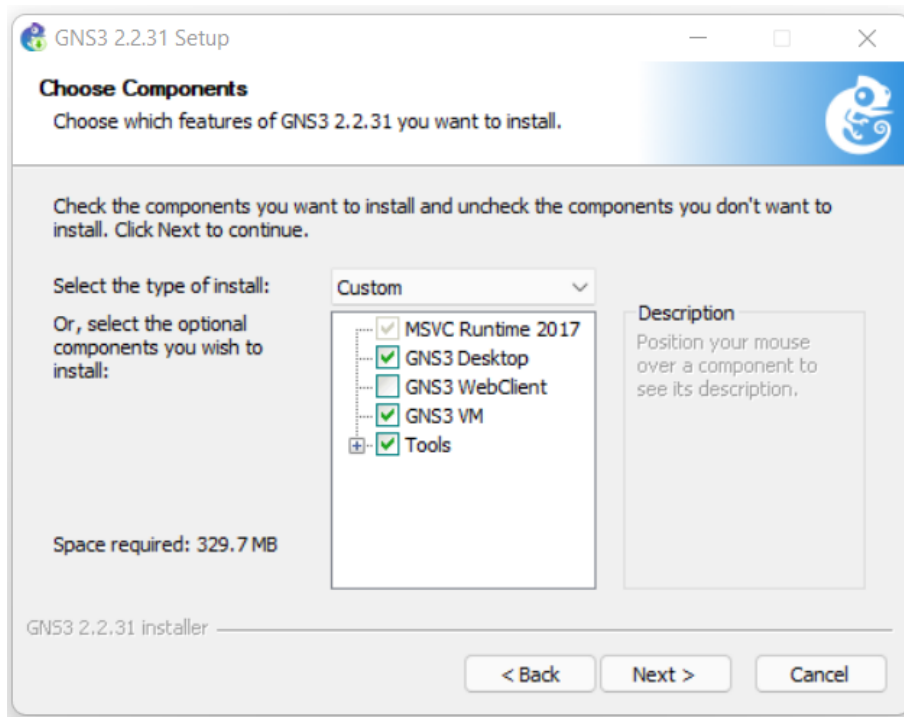 GNS3 2.2.31 Setup
Choose Components
Choose which features of GNS3 2.2.31 you want to install.
Check the components you want to install and uncheck the components you don't want to
install. Click Next to continue.
Select the type of install:
Custom
Or, select the optional
components you wish to
install:
MSVC Runtime 2017
GNS3 Desktop
GNS3 WebClient
GNS3 VM
Tools
Description
Position your mouse
over a component to
see its description.
Space required: 329.7 MB
GNS3 2.2.31 installer
< Back
Next >
Cancel